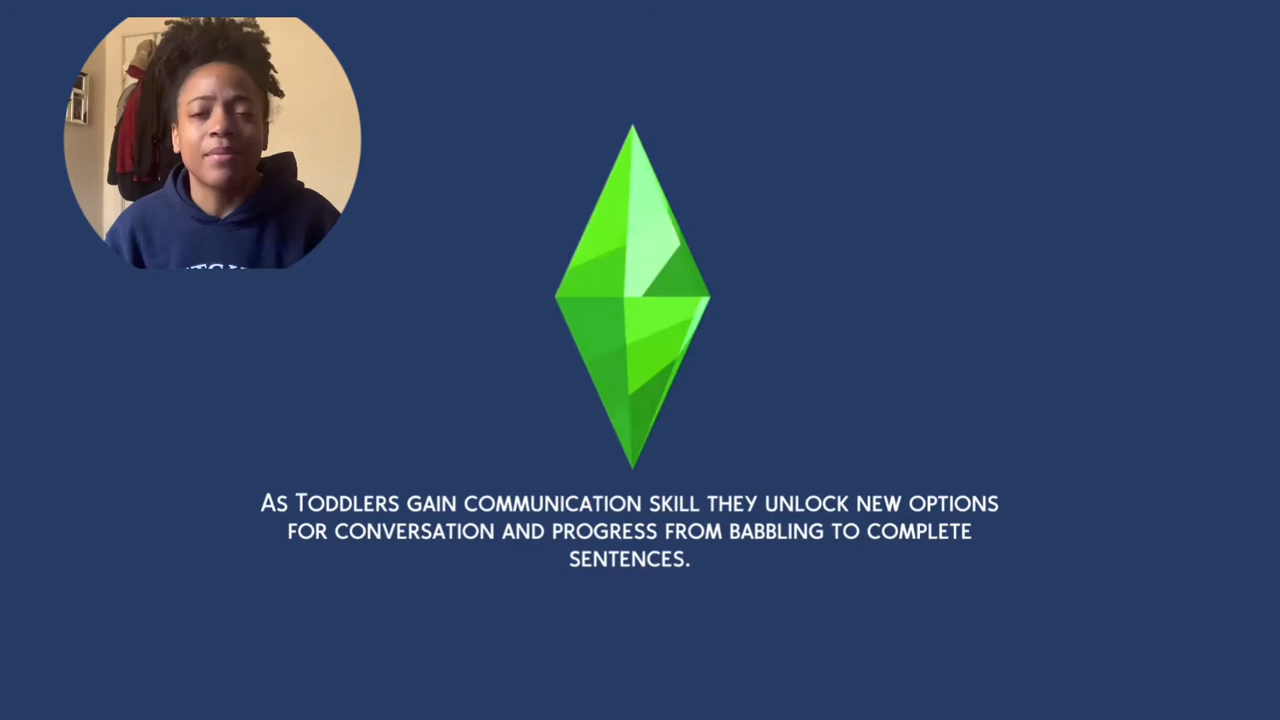 As Toddlers gain communication skill they unlock new options
for conversation and progress from babbling to complete
sentences.